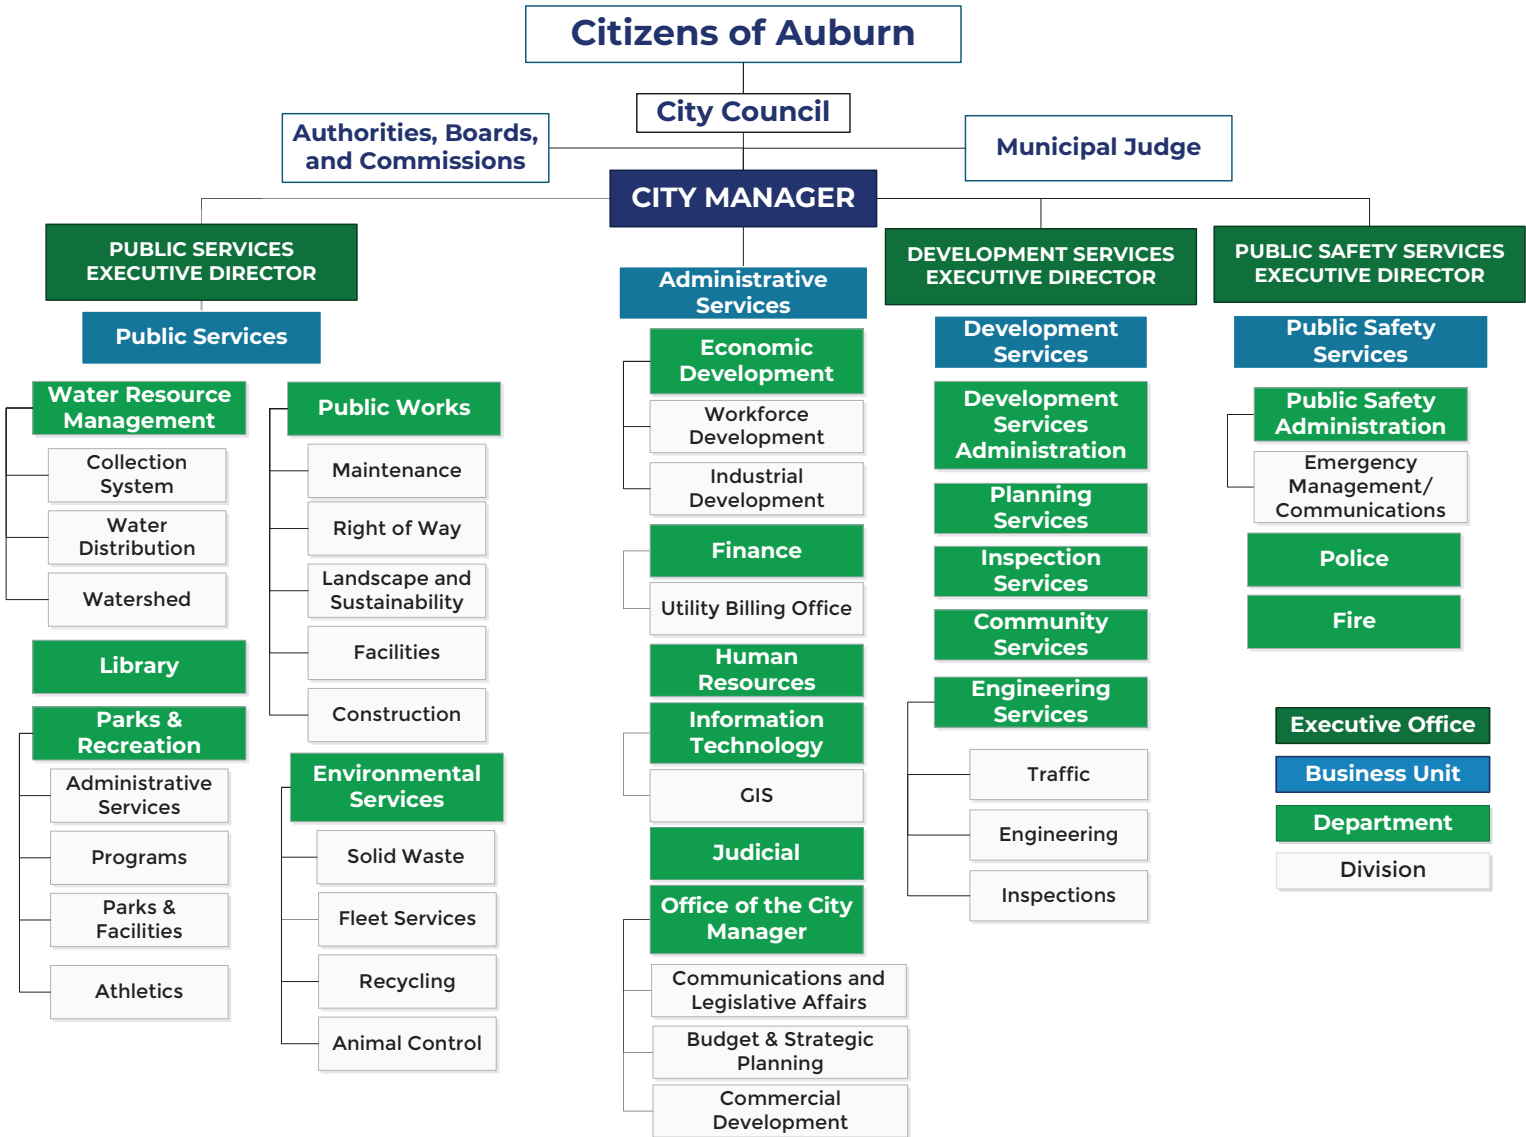 Citizens of Auburn
City Council
Authorities, Boards,
and Commissions
Municipal Judge
CITY MANAGER
PUBLIC SERVICES
EXECUTIVE DIRECTOR
Public Services
Water Resource
Management
Collection
System
Water
Distribution
Watershed
Library
Parks &
Recreation
Administrative
Services
Programs
Parks &
Facilities
Athletics
Public Works
Maintenance
Right of Way
Landscape and
Sustainability
Facilities
Construction
Environmental
Services
Solid Waste
Fleet Services
Recycling
Animal Control
Administrative
Services
Economic
Development
Workforce
Development
Industrial
Development
Finance
Utility Billing Office
Human
Resources
Information
Technology
GIS
Judicial
Office of the City
Manager
Communications and
Legislative Affairs
Budget & Strategic
Planning
Commercial
Development
DEVELOPMENT SERVICES
EXECUTIVE DIRECTOR
Development
Services
Development
Services
Administration
Planning
Services
Inspection
Services
Community
Services
Engineering
Services
Traffic
Engineering
Inspections
PUBLIC SAFETY SERVICES
EXECUTIVE DIRECTOR
Public Safety
Services
Public Safety
Administration
Emergency
Management/
Communications
Police
Fire
Executive Office
Business Unit
Department
Division